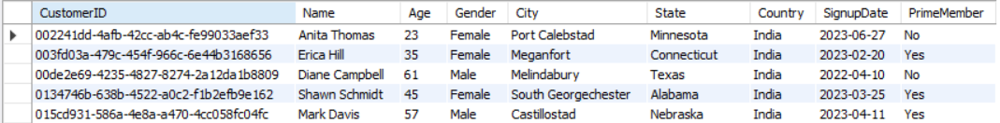 CustomerID Name Age Gender City State Country SignupDate PrimeMember
002241dd-4afb-42cc-ab4c-fe99033aef33 Anita Thomas 23 Female Port Calebstad Minnesota India 2023-06-27 No
003fd03a-479c-454f-966c-6e44b3168656 Erica Hill 35 Female Meganfort Connecticut India 2023-02-20 Yes
00de2e69-4235-4827-8274-2a12da1b8809 Diane Campbell 61 Male Melindabury Texas India 2022-04-10 No
0134746b-638b-4522-a0c2-f1b2efb9e162 Shawn Schmidt 45 Female South Georgechester Alabama India 2023-03-25 Yes
015cd931-586a-4e8a-a470-4cc058fc04fc Mark Davis 57 Male Castillostad Nebraska India 2023-04-11 Yes